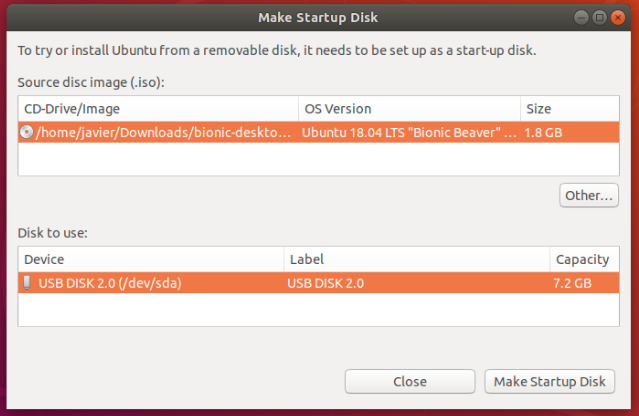 Make Startup Disk
To try or install Ubuntu from a removable disk, it needs to be set up as a start-up disk.
Source disc image (.iso):
CD-Drive/Image OS Version Size
/home/javier/Downloads/bionic-deskto... Ubuntu 18.04 LTS "Bionic Beaver" ... 1.8 GB
Other...
Disk to use:
Device Label Capacity
USB DISK 2.0 (/dev/sda) USB DISK 2.0 7.2 GB
Close Make Startup Disk